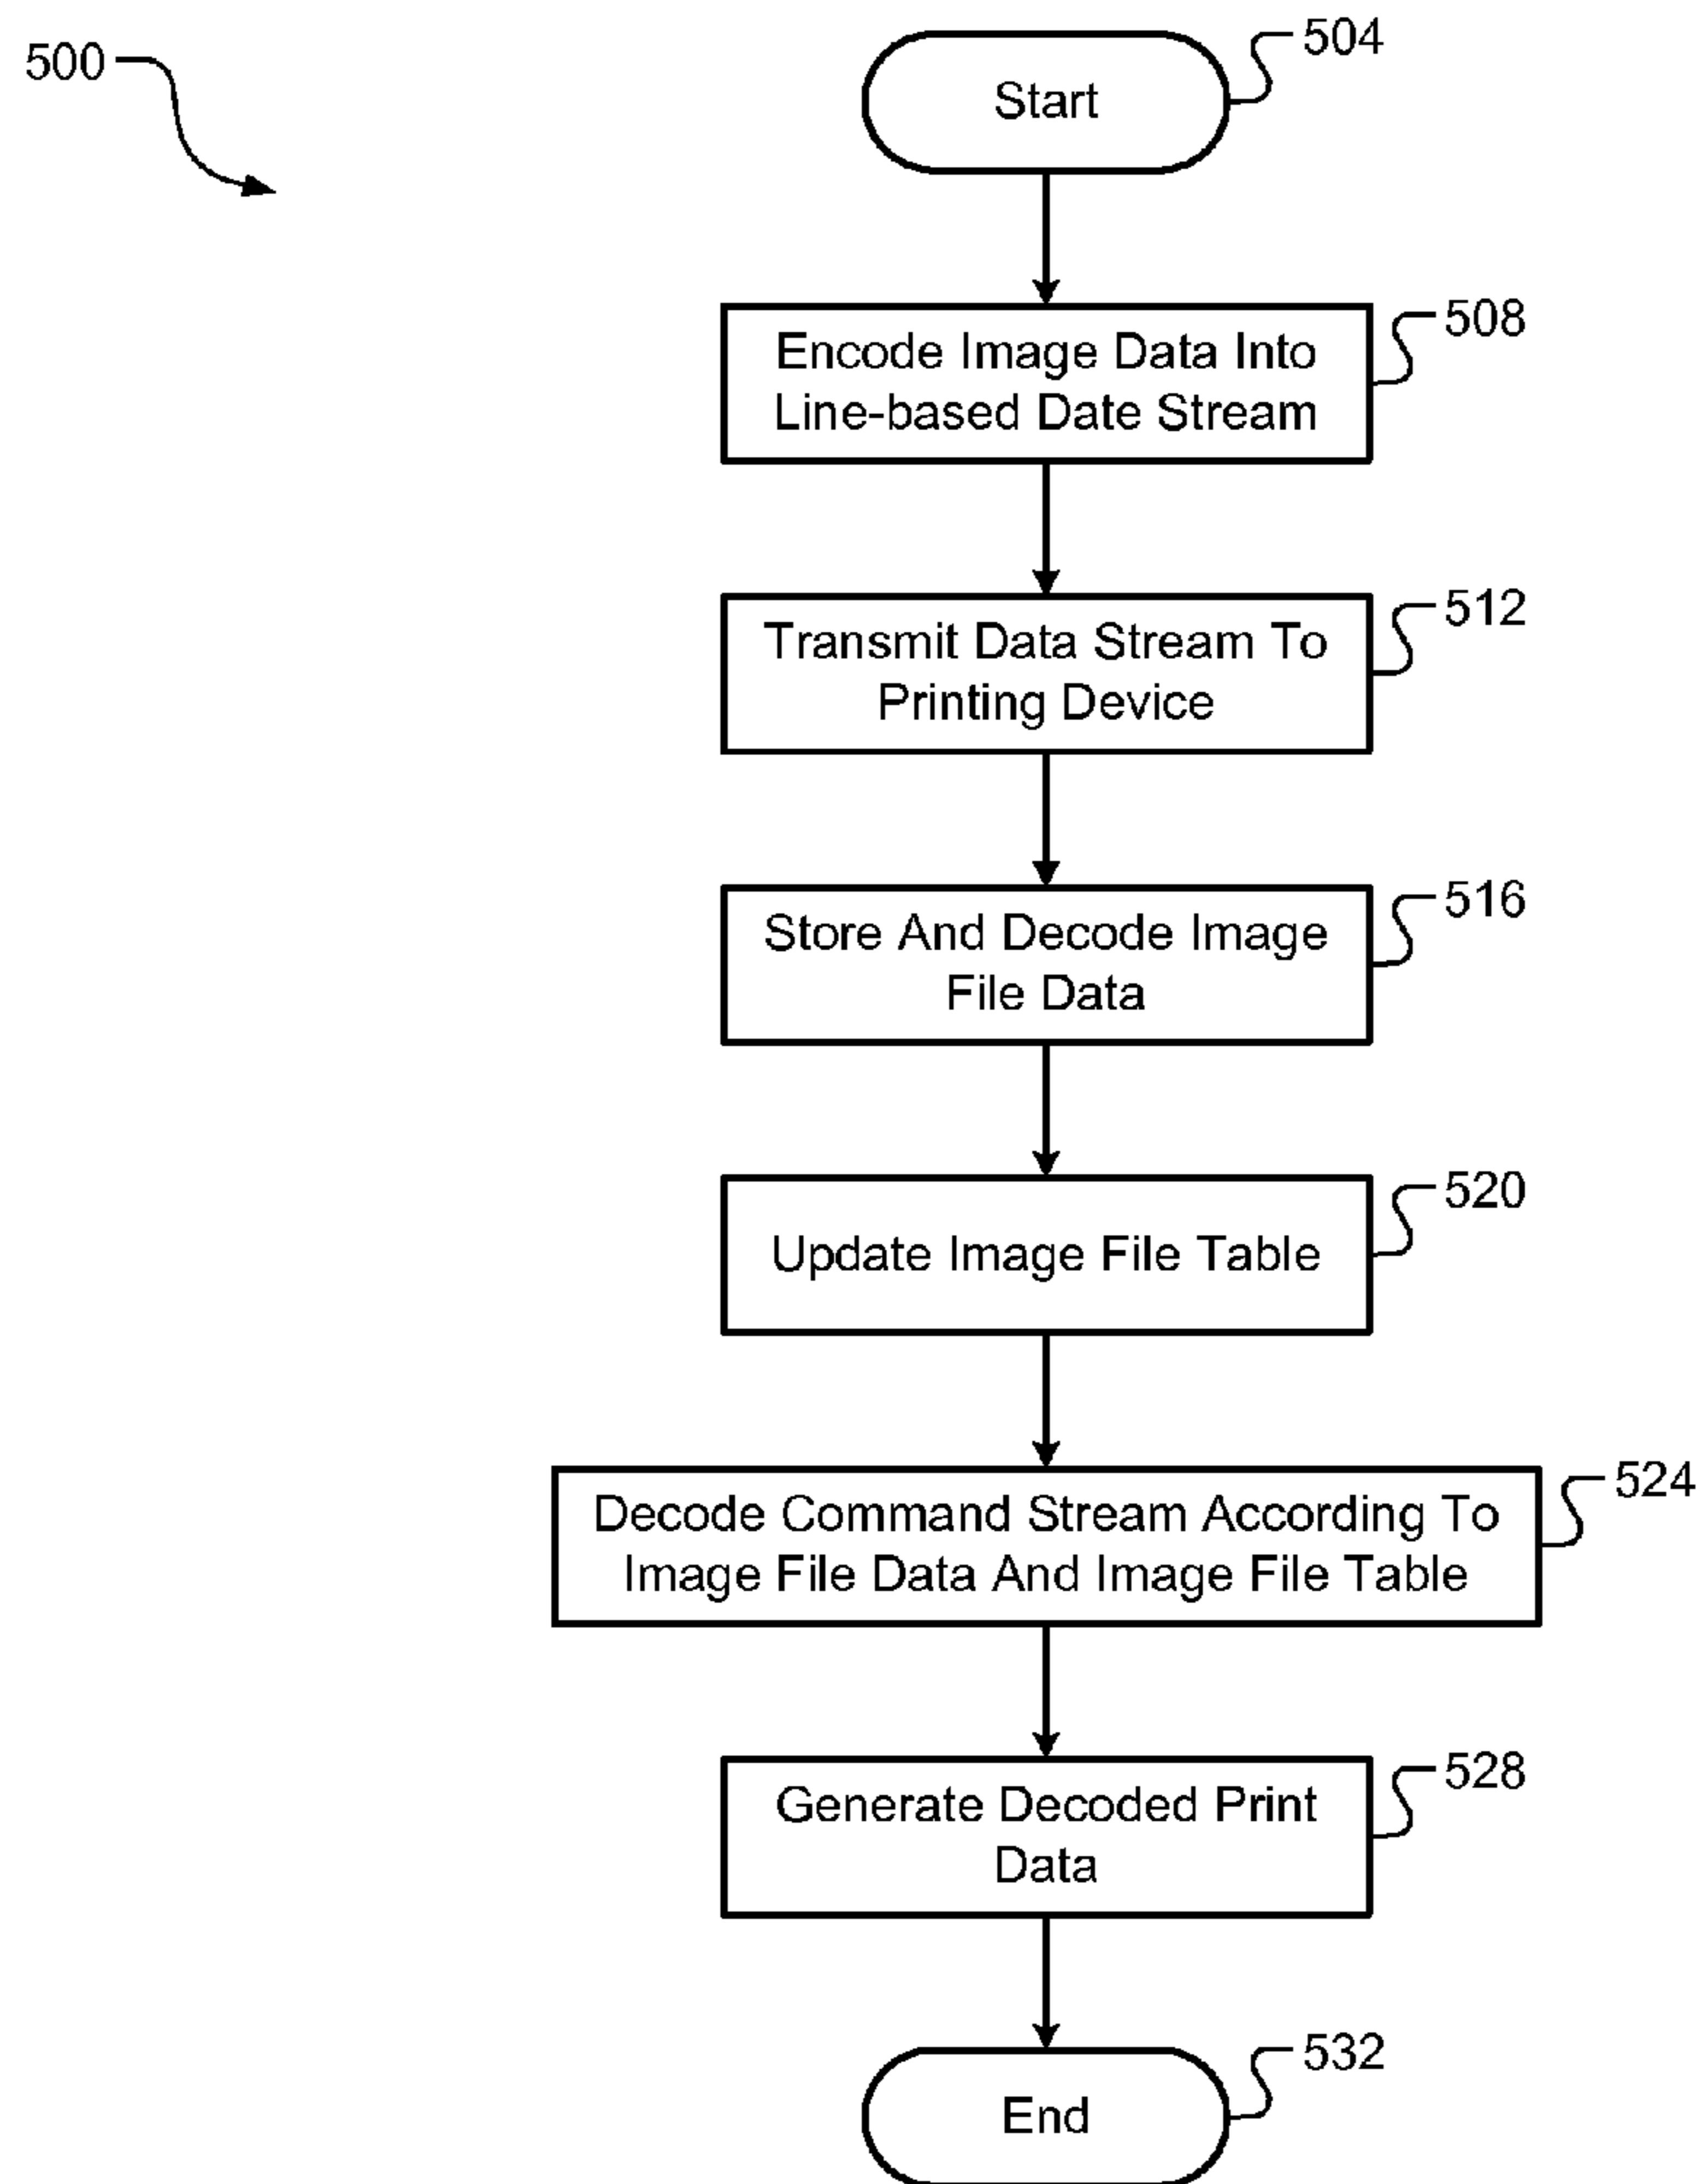 500
504
Start
508
Encode Image Data Into
Line-based Date Stream
512
Transmit Data Stream To
Printing Device
516
Store And Decode Image
File Data
520
Update Image File Table
524
Decode Command Stream According To
Image File Data And Image File Table
528
Generate Decoded Print
Data
532
End